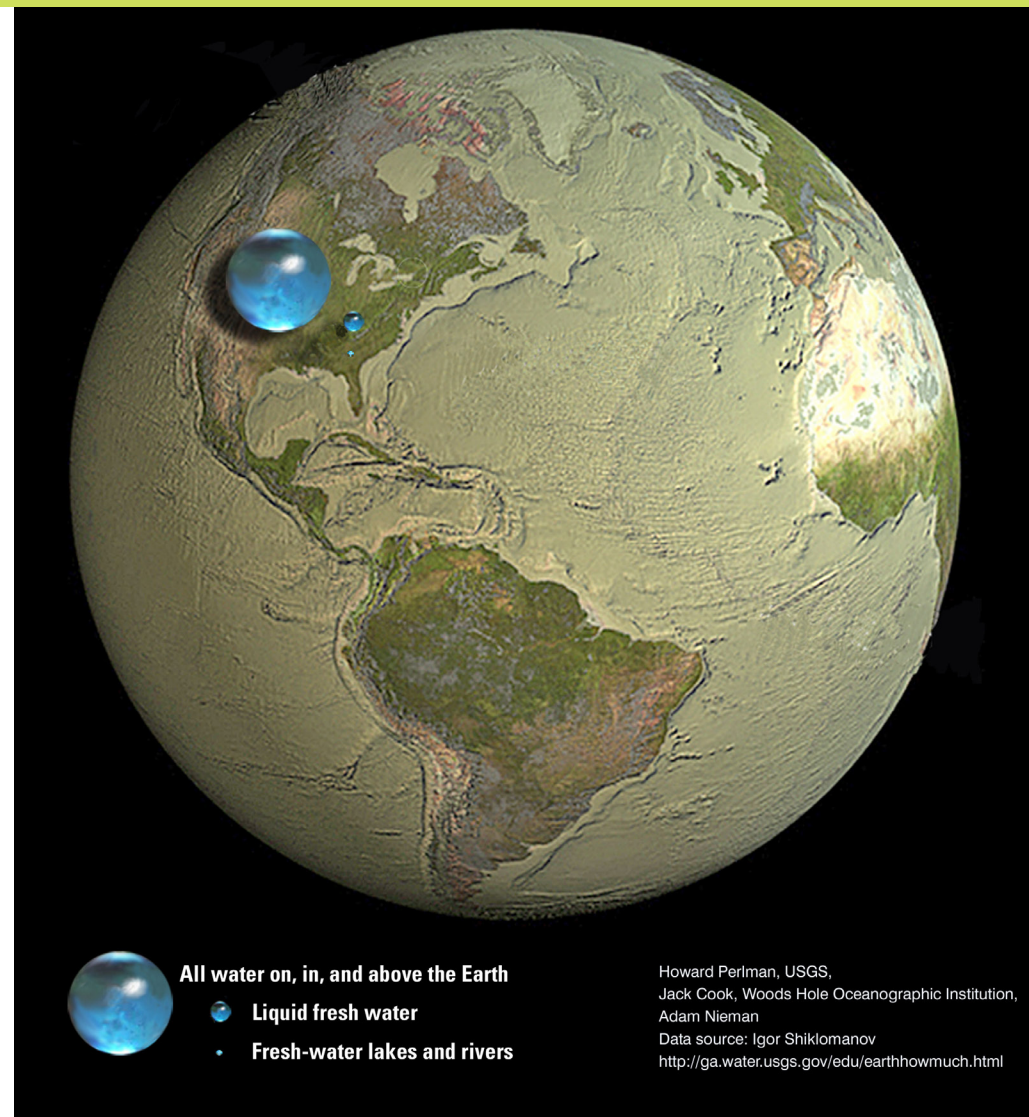 All water on, in, and above the Earth
Liquid fresh water
Fresh-water lakes and rivers
Howard Perlman, USGS,
Jack Cook, Woods Hole Oceanographic Institution,
Adam Nieman
Data source: Igor Shiklomanov
http://ga.water.usgs.gov/edu/earthhowmuch.html